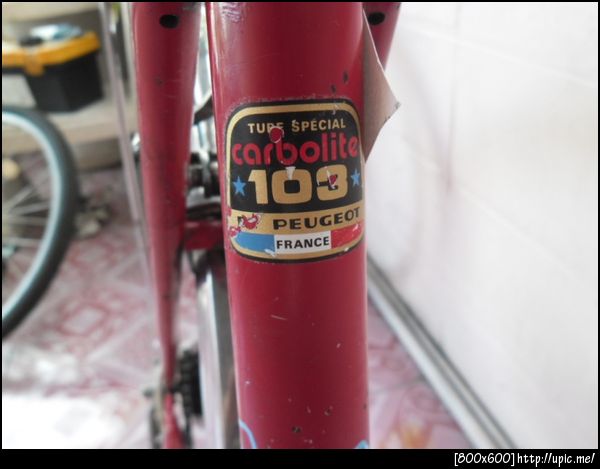 TUBE SPÉCIAL
carbolite
103
PEUGEOT
FRANCE
[800x600]http://upic.me/